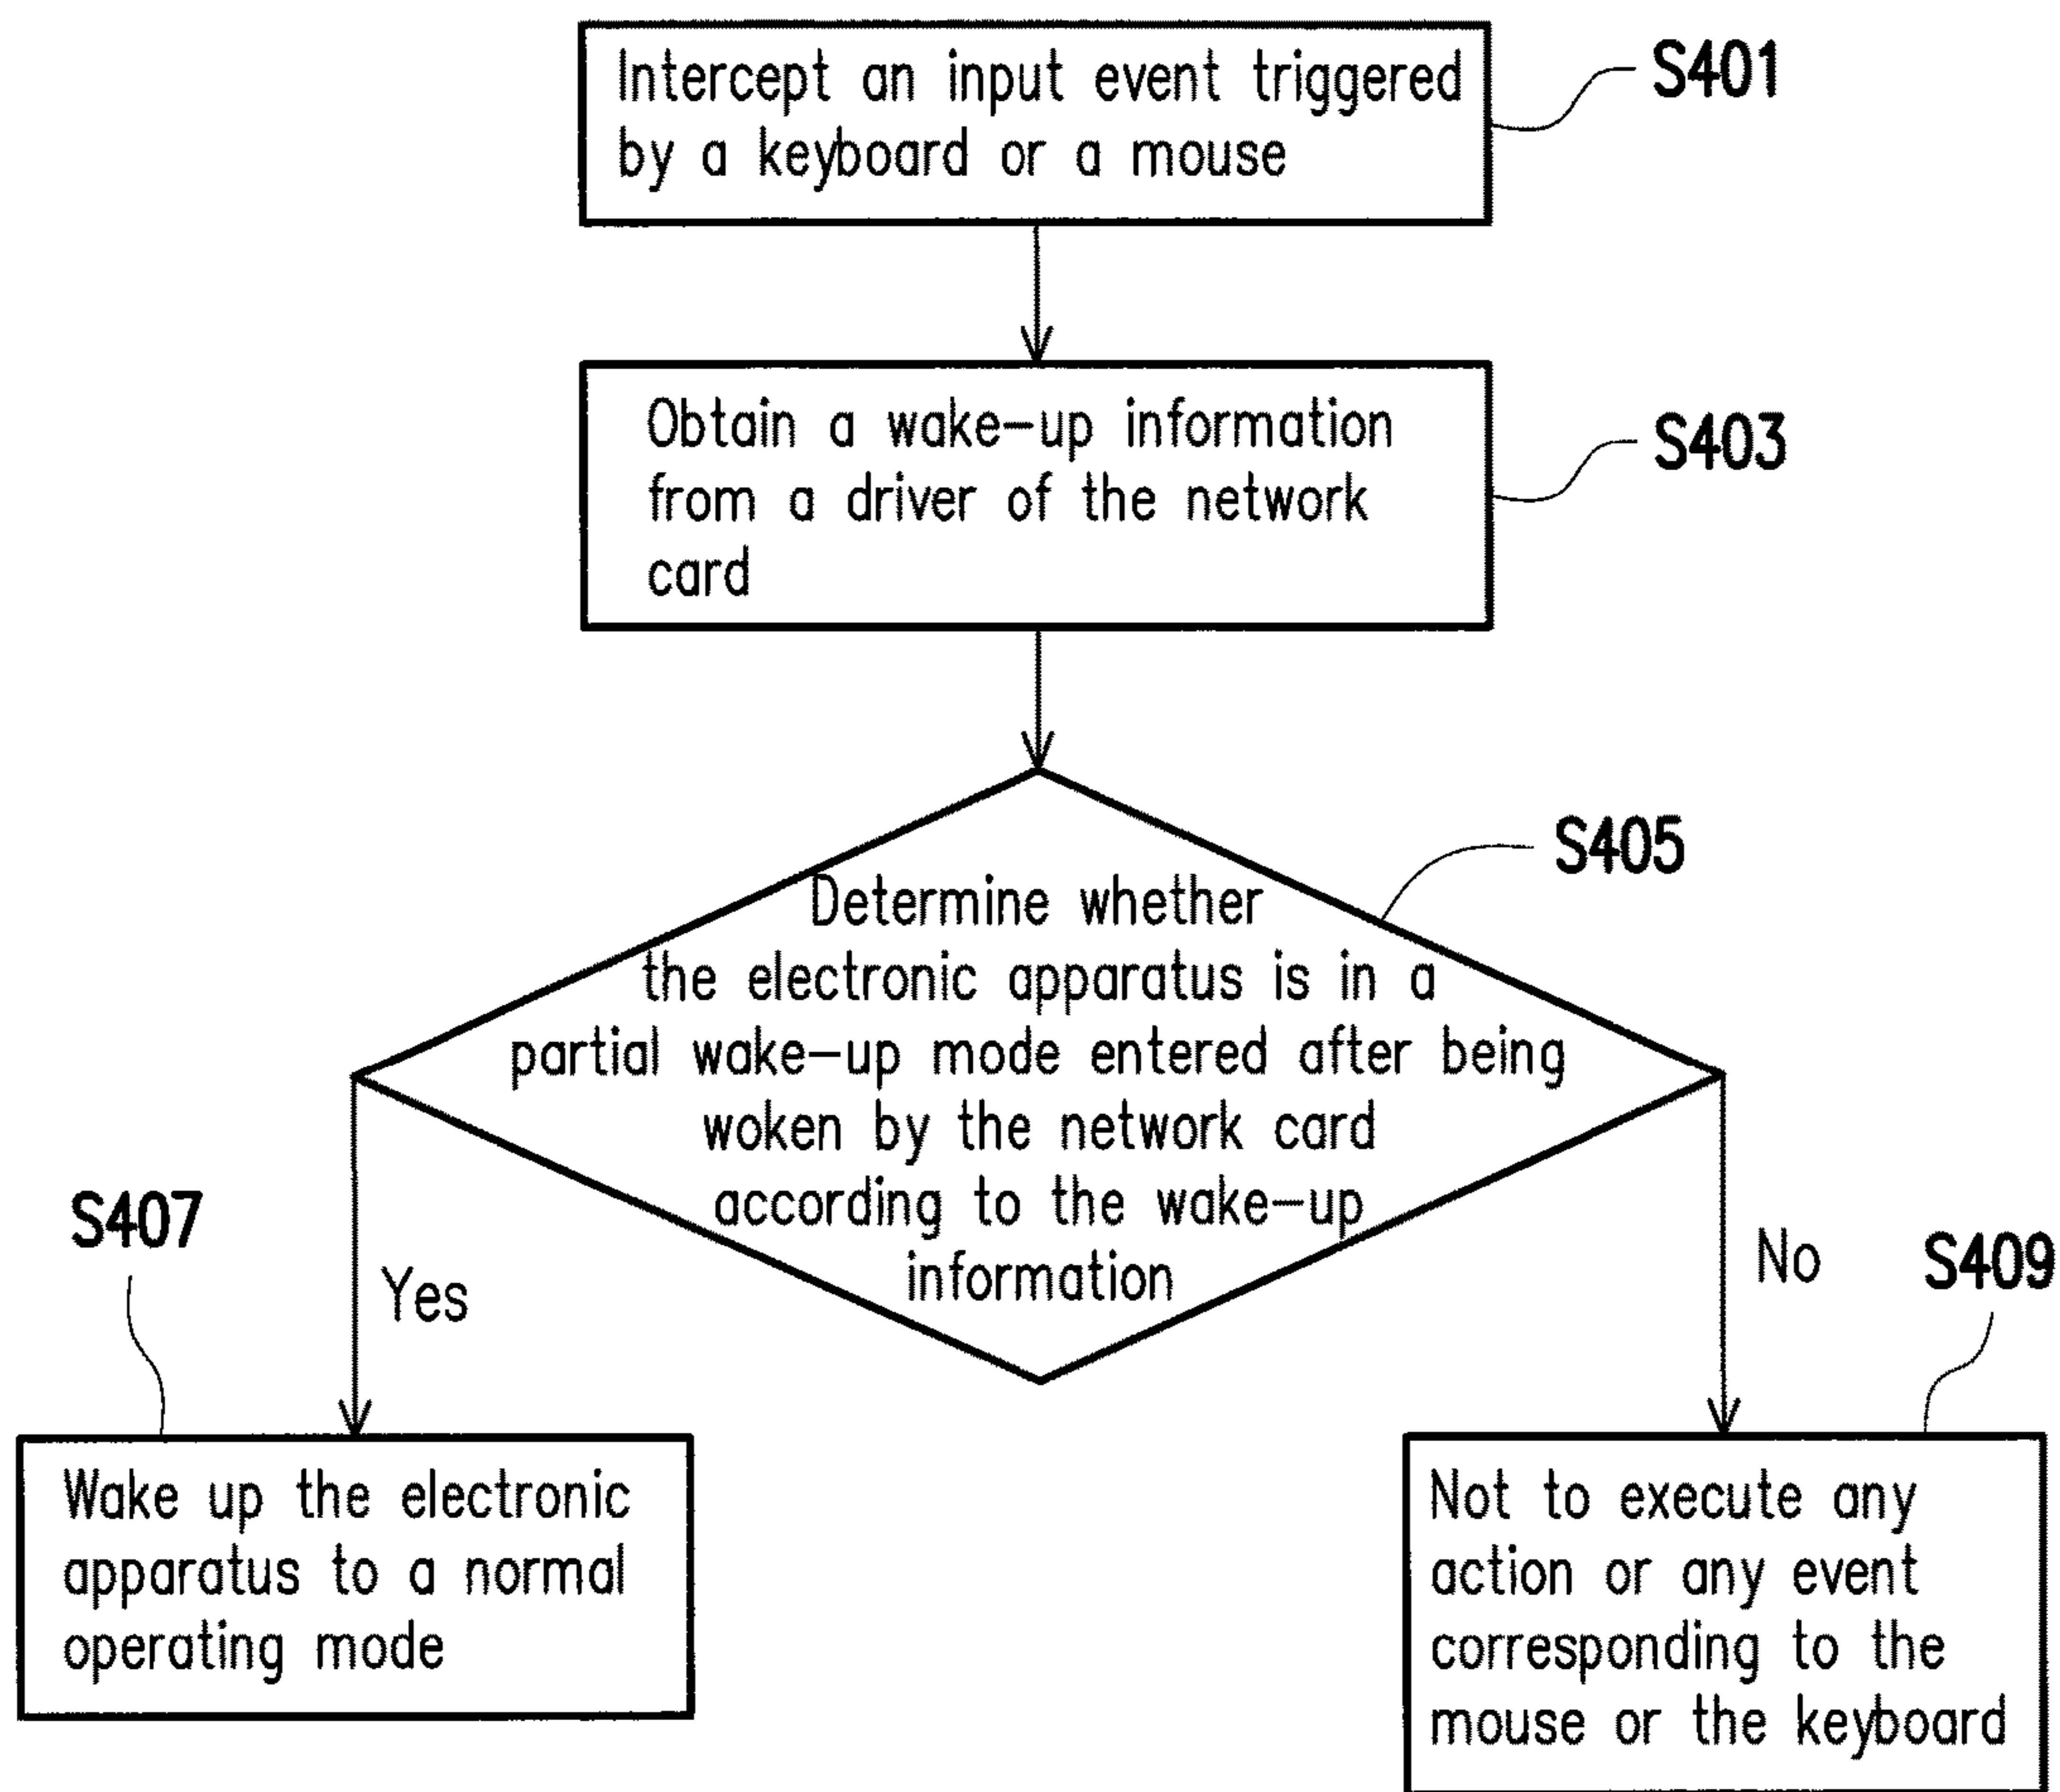 Intercept an input event triggered
by a keyboard or a mouse
S401
Obtain a wake-up information
from a driver of the network
card
S403
Determine whether
the electronic apparatus is in a
partial wake-up mode entered after being
woken by the network card
according to the wake-up
information
S405
Yes
No
S407
Wake up the electronic
apparatus to a normal
operating mode
S409
Not to execute any
action or any event
corresponding to the
mouse or the keyboard